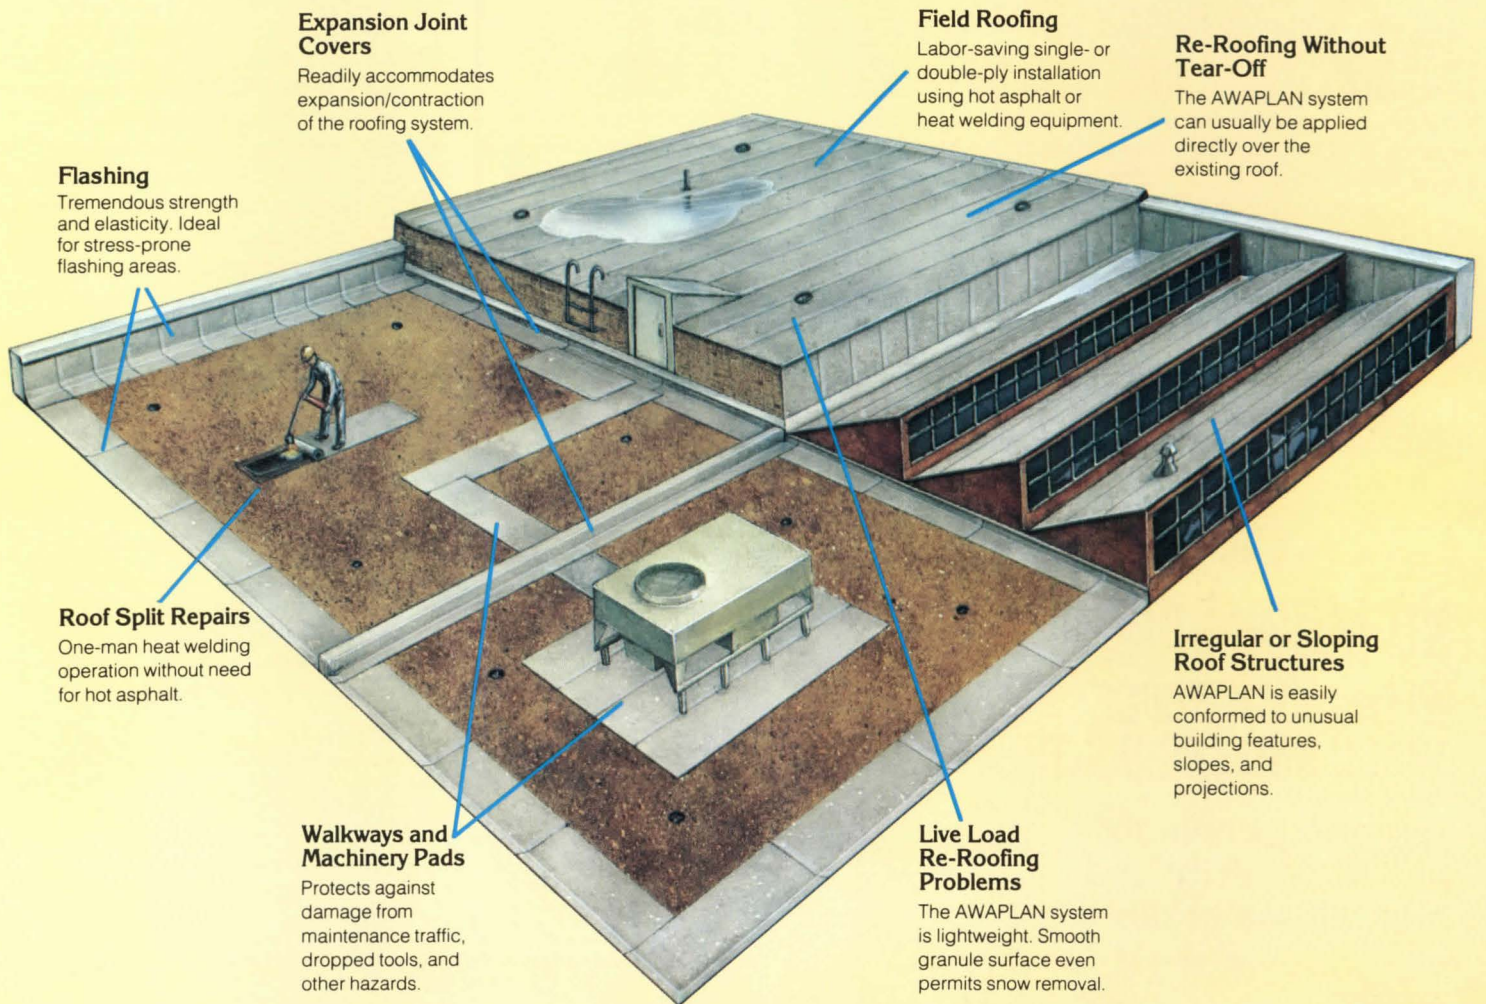 Expansion Joint
Covers
Readily accommodates
expansion/contraction
of the roofing system.
Field Roofing
Labor-saving single- or
double-ply installation
using hot asphalt or
heat welding equipment.
Re-Roofing Without
Tear-Off
The AWAPLAN system
can usually be applied
directly over the
existing roof.
Flashing
Tremendous strength
and elasticity. Ideal
for stress-prone
flashing areas.
Roof Split Repairs
One-man heat welding
operation without need
for hot asphalt.
Irregular or Sloping
Roof Structures
AWAPLAN is easily
conformed to unusual
building features,
slopes, and
projections.
Walkways and
Machinery Pads
Protects against
damage from
maintenance traffic,
dropped tools, and
other hazards.
Live Load
Re-Roofing
Problems
The AWAPLAN system
is lightweight. Smooth
granule surface even
permits snow removal.